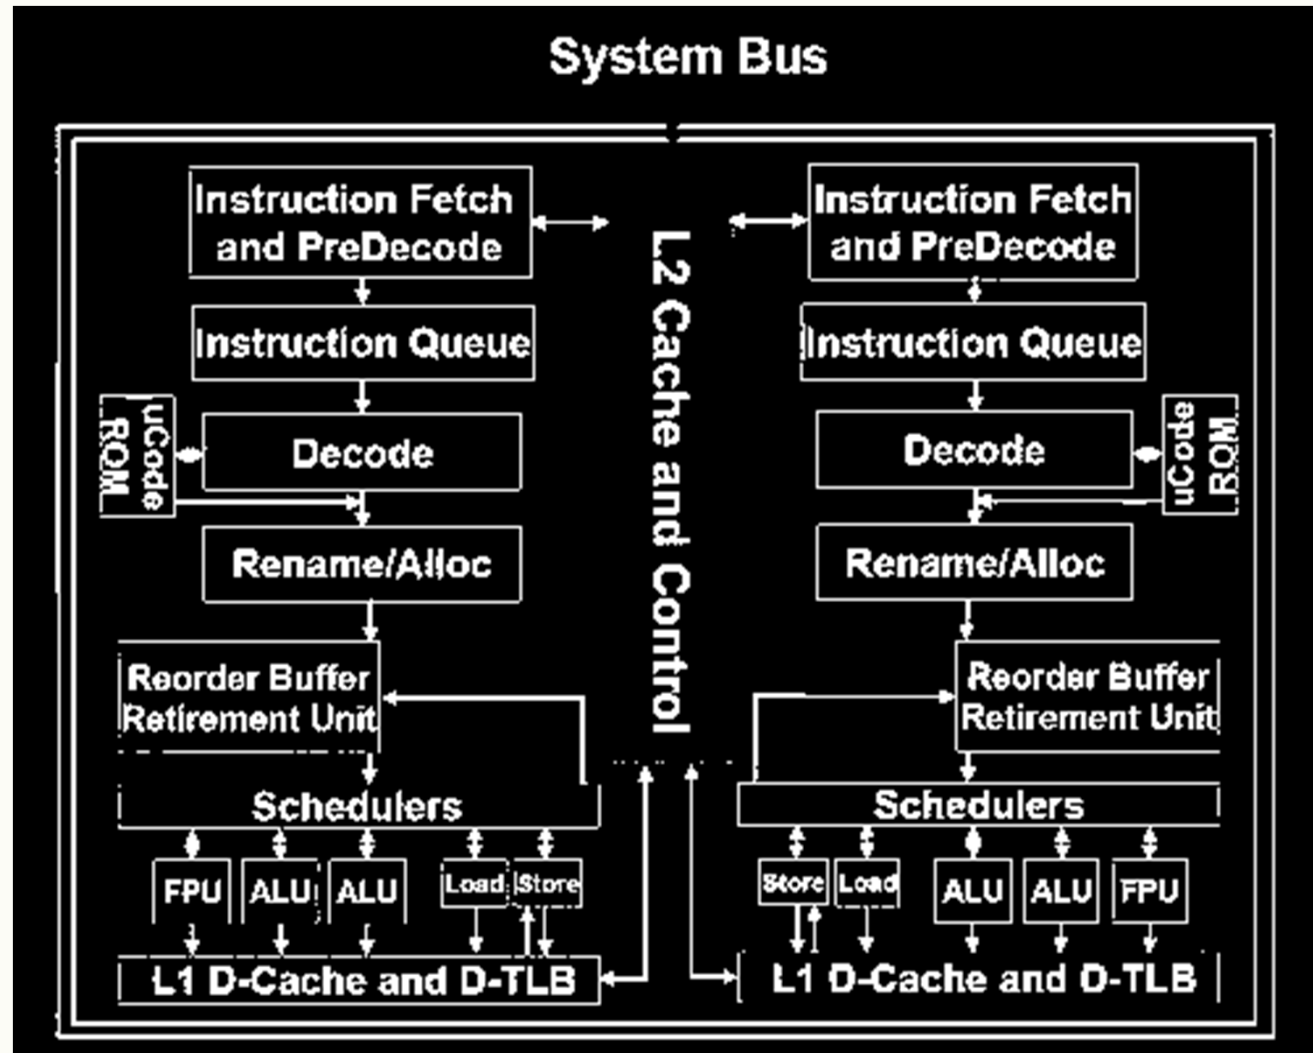 System Bus
Instruction Fetch
and PreDecode
Instruction Queue
Decode
uCode
ROM
Rename/Alloc
Reorder Buffer
Retirement Unit
Schedulers
FPU
ALU
ALU
Load
Store
L1 D-Cache and D-TLB
L2 Cache and Control
Instruction Fetch
and PreDecode
Instruction Queue
Decode
uCode
ROM
Rename/Alloc
Reorder Buffer
Retirement Unit
Schedulers
Store
Load
ALU
ALU
FPU
L1 D-Cache and D-TLB